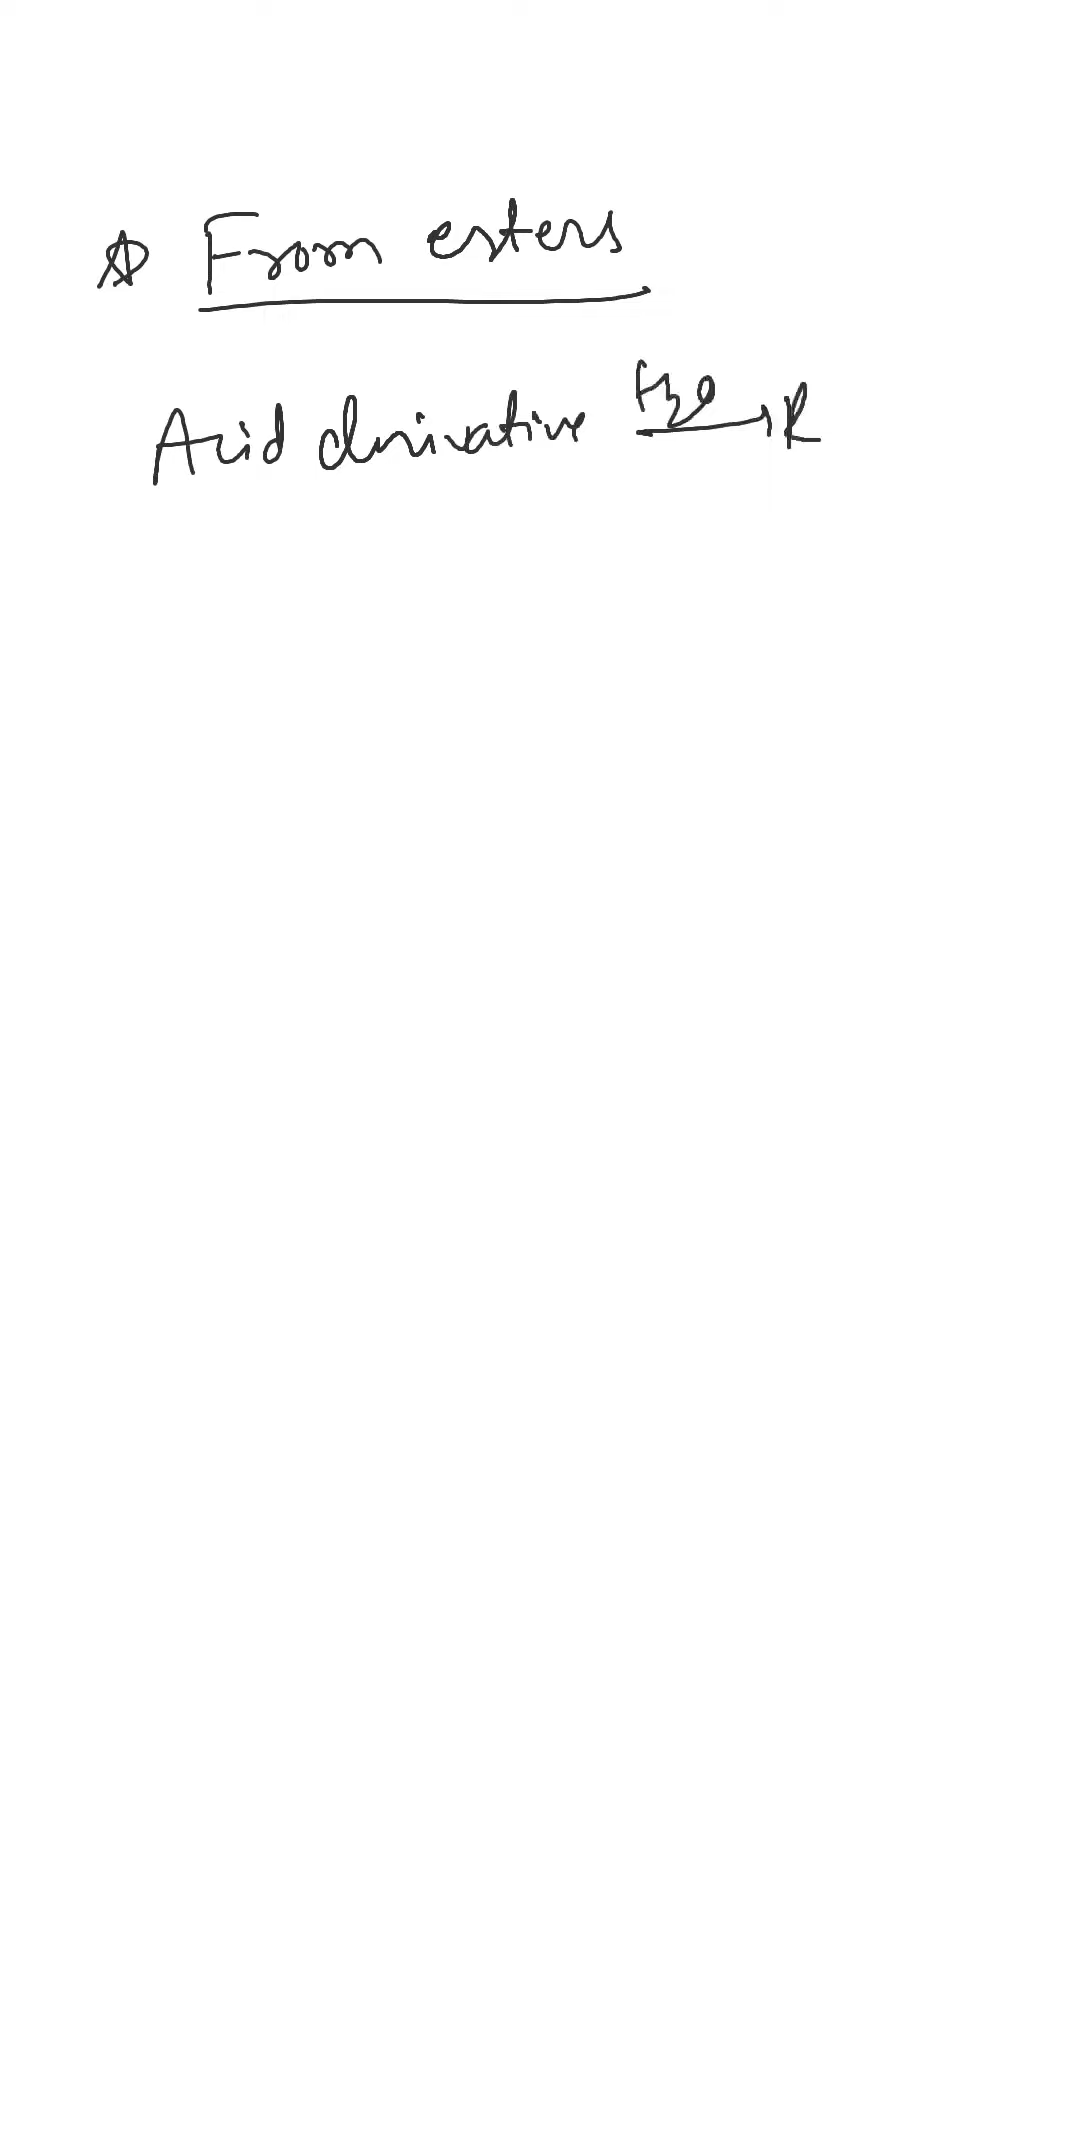 From esters
Acid derivative H2O → R